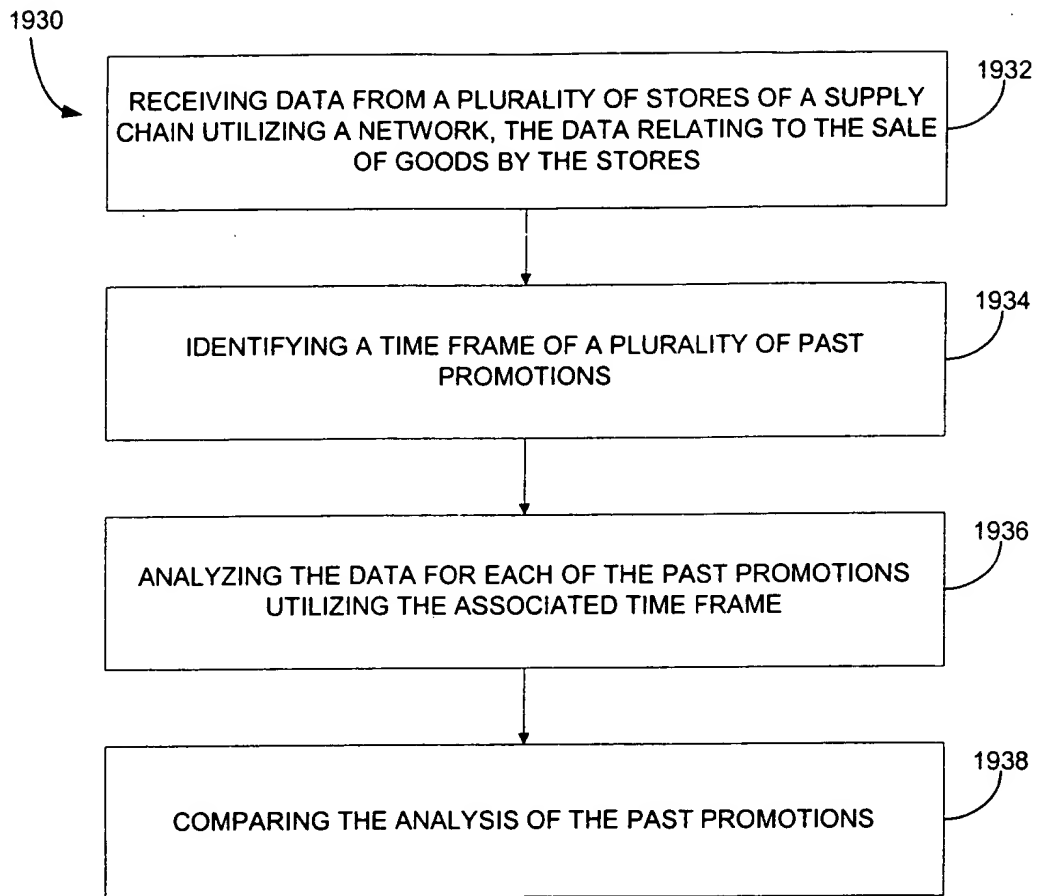 1930
1932
RECEIVING DATA FROM A PLURALITY OF STORES OF A SUPPLY
CHAIN UTILIZING A NETWORK, THE DATA RELATING TO THE SALE
OF GOODS BY THE STORES
1934
IDENTIFYING A TIME FRAME OF A PLURALITY OF PAST
PROMOTIONS
1936
ANALYZING THE DATA FOR EACH OF THE PAST PROMOTIONS
UTILIZING THE ASSOCIATED TIME FRAME
1938
COMPARING THE ANALYSIS OF THE PAST PROMOTIONS